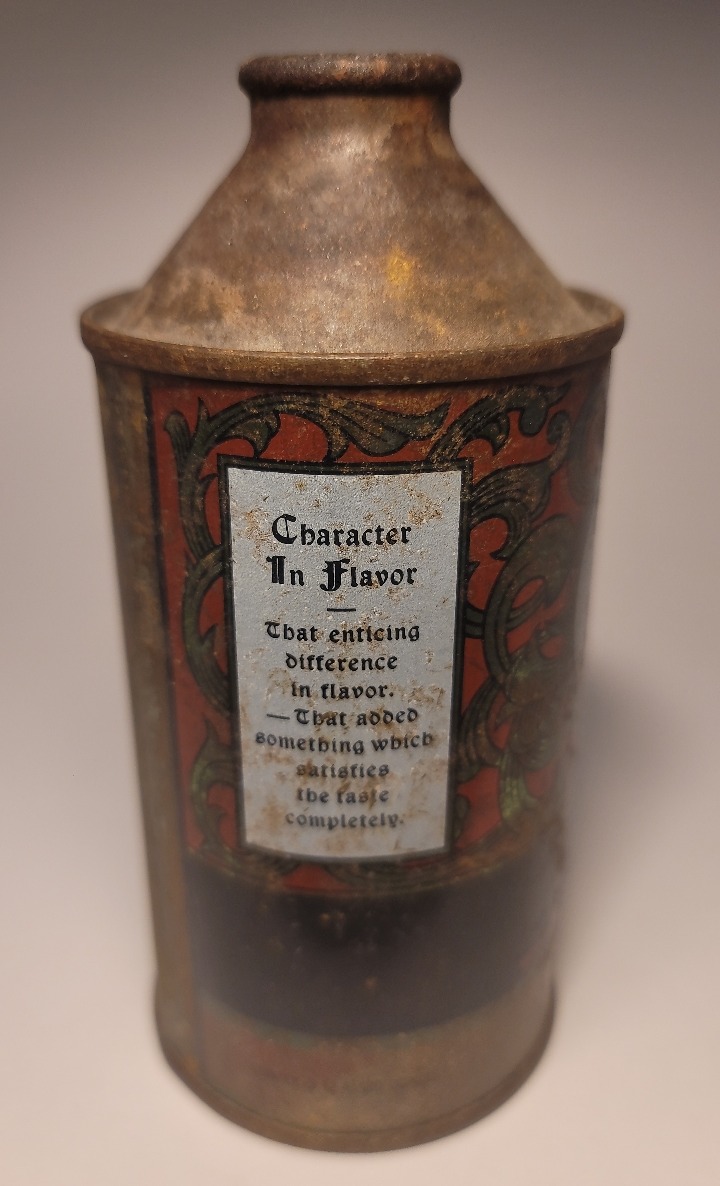 Character
In Flavor
—
That enticing
difference
in flavor.
—That added
something which
satisfies
the taste
completely.